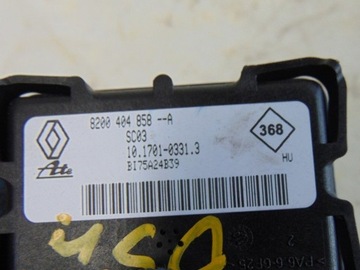 8200 404 858 --A
SC03
10.1701-0331.3
BI75A24B39
Ate
368
HU